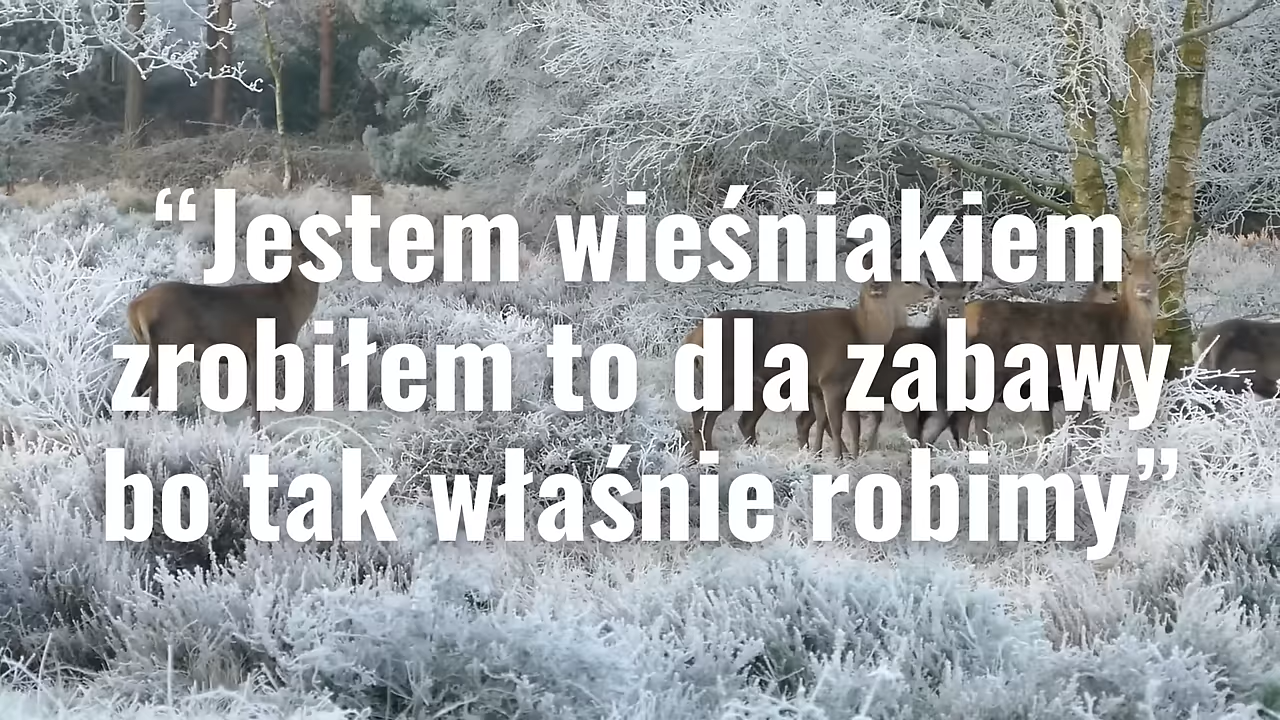 “Jestem wieśniakiem
zrobiłem to dla zabawy
bo tak właśnie robimy”